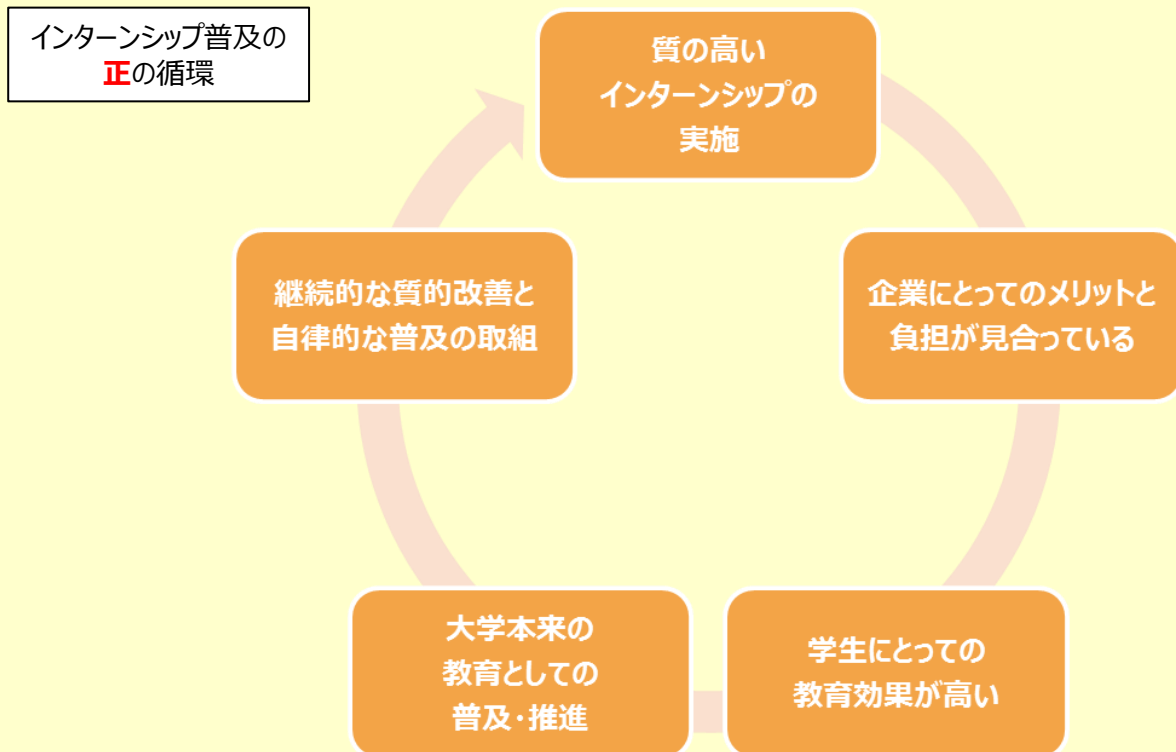 インターンシップ普及の
正の循環
質の高い
インターンシップの
実施
企業にとってのメリットと
負担が見合っている
学生にとっての
教育効果が高い
大学本来の
教育としての
普及・推進
継続的な質的改善と
自律的な普及の取組